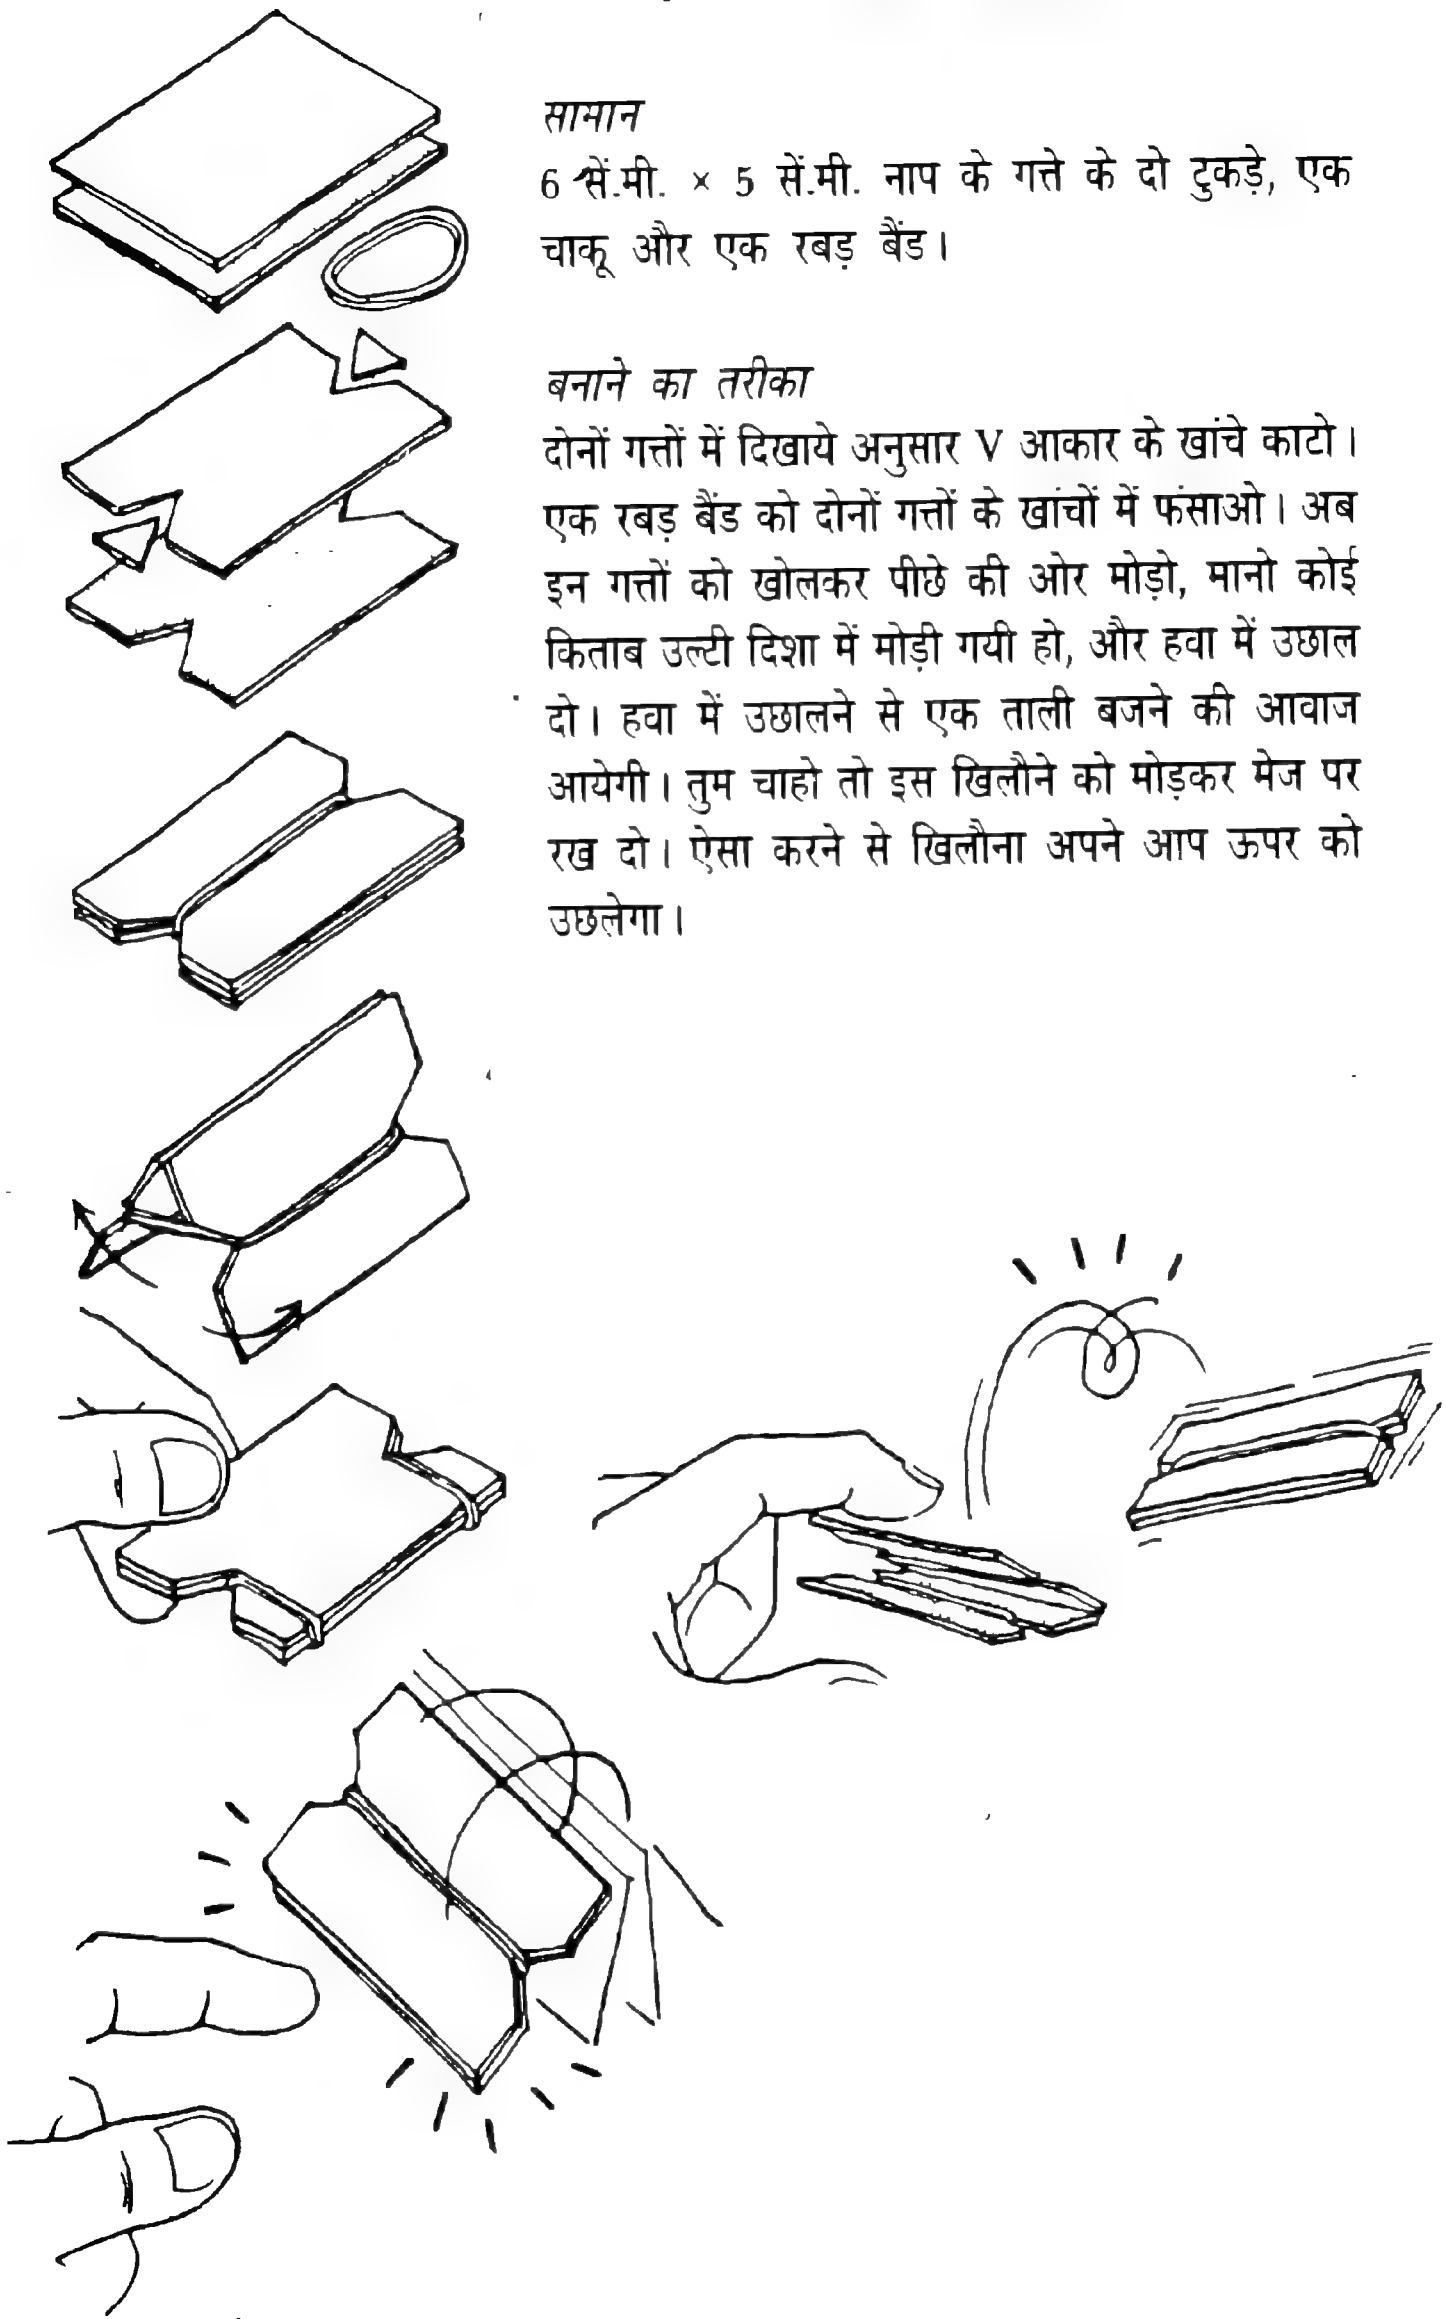 सामान
6 सें.मी. × 5 सें.मी. नाप के गत्ते के दो टुकड़े, एक
चाकू और एक रबड़ बैंड।
बनाने का तरीका
दोनों गत्तों में दिखाये अनुसार V आकार के खांचे काटो।
एक रबड़ बैंड को दोनों गत्तों के खांचों में फंसाओ। अब
इन गत्तों को खोलकर पीछे की ओर मोड़ो, मानो कोई
किताब उल्टी दिशा में मोड़ी गयी हो, और हवा में उछाल
दो। हवा में उछालने से एक ताली बजने की आवाज
आयेगी। तुम चाहो तो इस खिलौने को मोड़कर मेज पर
रख दो। ऐसा करने से खिलौना अपने आप ऊपर को
उछलेगा।